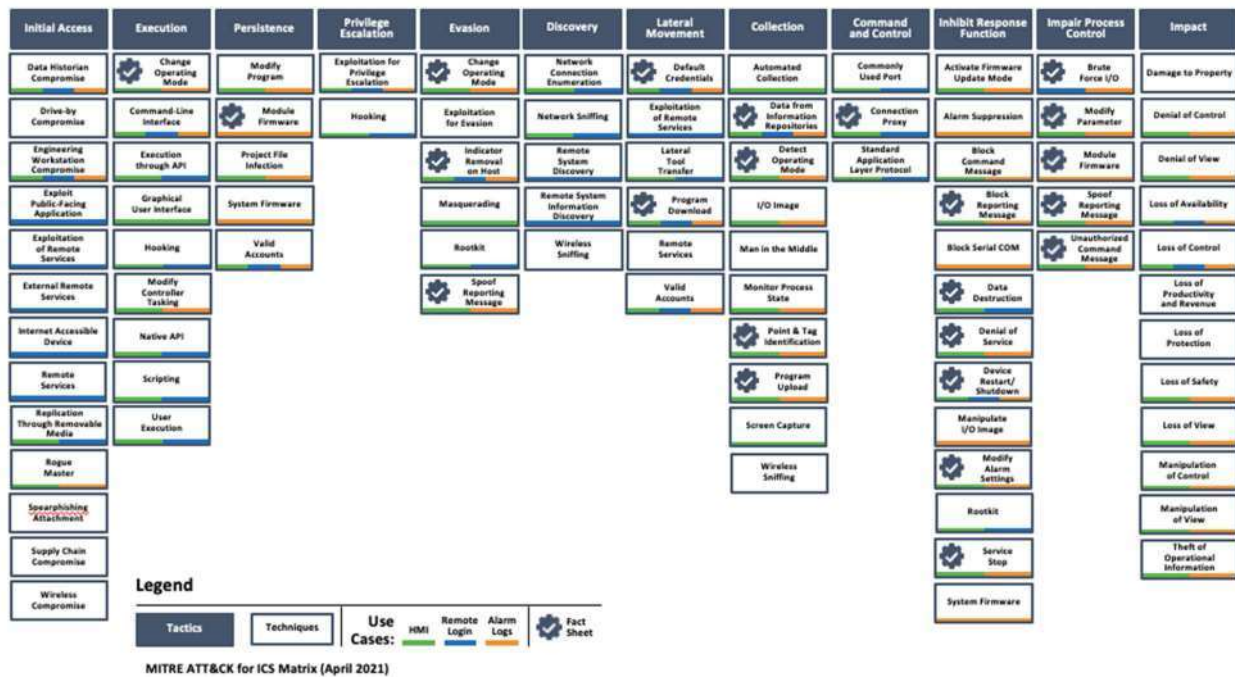 Initial Access
Data Historian
Compromise
Drive-by
Compromise
Engineering
Workstation
Compromise
Exploit
Public-Facing
Application
Exploitation
of Remote
Services
External Remote
Services
Internet Accessible
Device
Remote
Services
Replication
Through Removable
Media
Rogue
Master
Spearphishing
Attachment
Supply Chain
Compromise
Wireless
Compromise
Execution
Change
Operating
Mode
Command-Line
Interface
Execution
through API
Graphical
User Interface
Hooking
Modify
Controller
Tasking
Native API
Scripting
User
Execution
Persistence
Modify
Program
Module
Firmware
Project File
Infection
System Firmware
Valid
Accounts
Privilege
Escalation
Exploitation for
Privilege
Escalation
Hooking
Evasion
Change
Operating
Mode
Exploitation
for Evasion
Indicator
Removal
on Host
Masquerading
Rootkit
Spoof
Reporting
Message
Discovery
Network
Connection
Enumeration
Network Sniffing
Remote
System
Discovery
Remote System
Information
Discovery
Wireless
Sniffing
Lateral
Movement
Default
Credentials
Exploitation
of Remote
Services
Lateral
Tool
Transfer
Program
Download
Remote
Services
Valid
Accounts
Collection
Automated
Collection
Data from
Information
Repositories
Detect
Operating
Mode
I/O Image
Man in the Middle
Monitor Process
State
Point & Tag
Identification
Program
Upload
Screen Capture
Wireless
Sniffing
Command
and Control
Commonly
Used Port
Connection
Proxy
Standard
Application
Layer Protocol
Inhibit Response
Function
Activate Firmware
Update Mode
Alarm Suppression
Block
Command
Message
Block
Reporting
Message
Block Serial COM
Data
Destruction
Denial of
Service
Device
Restart/
Shutdown
Manipulate
I/O Image
Modify
Alarm
Settings
Rootkit
Service
Stop
System Firmware
Impair Process
Control
Brute
Force I/O
Modify
Parameter
Module
Firmware
Spoof
Reporting
Message
Unauthorized
Command
Message
Impact
Damage to Property
Denial of Control
Denial of View
Loss of Availability
Loss of Control
Loss of
Productivity
and Revenue
Loss of
Protection
Loss of Safety
Loss of View
Manipulation
of Control
Manipulation
of View
Theft of
Operational
Information
Legend
Tactics
Techniques
Use
Cases:
HMI
Remote
Login
Alarm
Logs
Fact
Sheet
MITRE ATT&CK for ICS Matrix (April 2021)